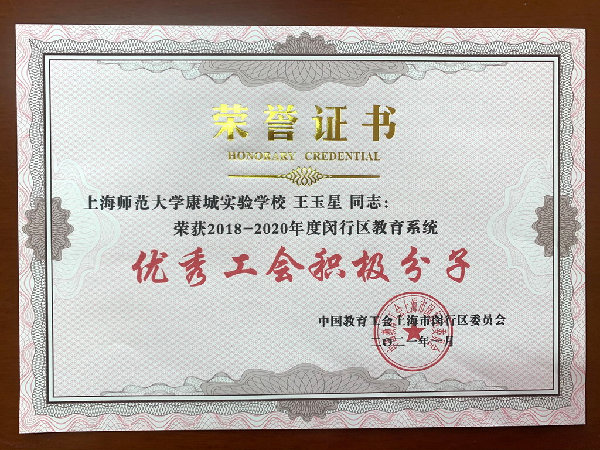 荣誉证书
HONORARY CREDENTIAL
上海师范大学康城实验学校 王玉星 同志：
荣获2018-2020年度闵行区教育系统
优秀工会积极分子
中国教育工会上海市闵行区委员会
二〇二一年 月